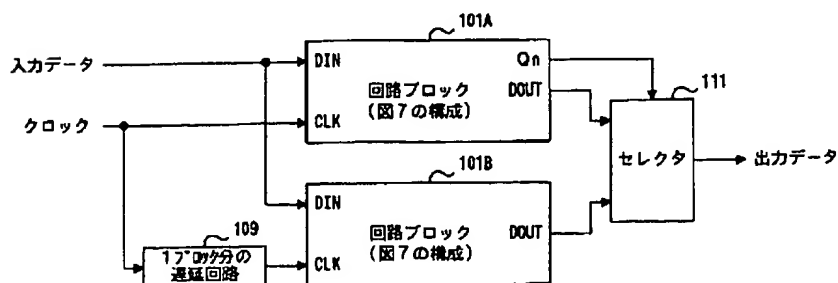 101A
入力データ
DIN
Qn
回路ブロック
(図7の構成)
DOUT
111
クロック
CLK
セレクタ
出力データ
101B
DIN
109
回路ブロック
(図7の構成)
DOUT
1ブロック分の
遅延回路
CLK